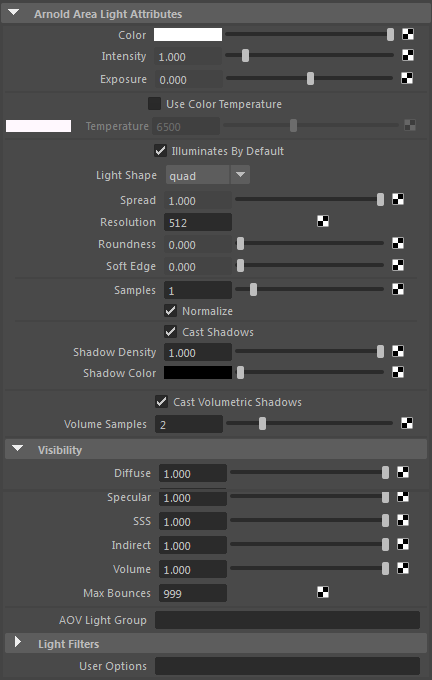 Arnold Area Light Attributes
Color
Intensity 1.000
Exposure 0.000
Use Color Temperature
Temperature 6500
Illuminates By Default
Light Shape quad
Spread 1.000
Resolution 512
Roundness 0.000
Soft Edge 0.000
Samples 1
Normalize
Cast Shadows
Shadow Density 1.000
Shadow Color
Cast Volumetric Shadows
Volume Samples 2
Visibility
Diffuse 1.000
Specular 1.000
SSS 1.000
Indirect 1.000
Volume 1.000
Max Bounces 999
AOV Light Group
Light Filters
User Options